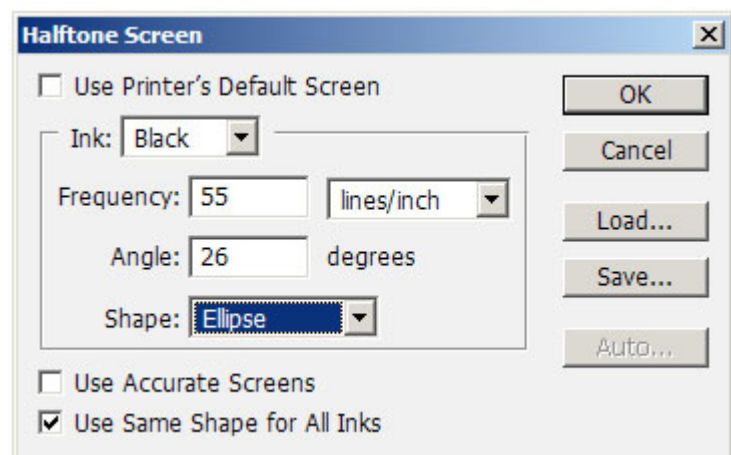 Halftone Screen
Use Printer's Default Screen
OK
Ink: Black
Cancel
Frequency: 55 lines/inch
Load...
Angle: 26 degrees
Save...
Shape: Ellipse
Auto...
Use Accurate Screens
Use Same Shape for All Inks